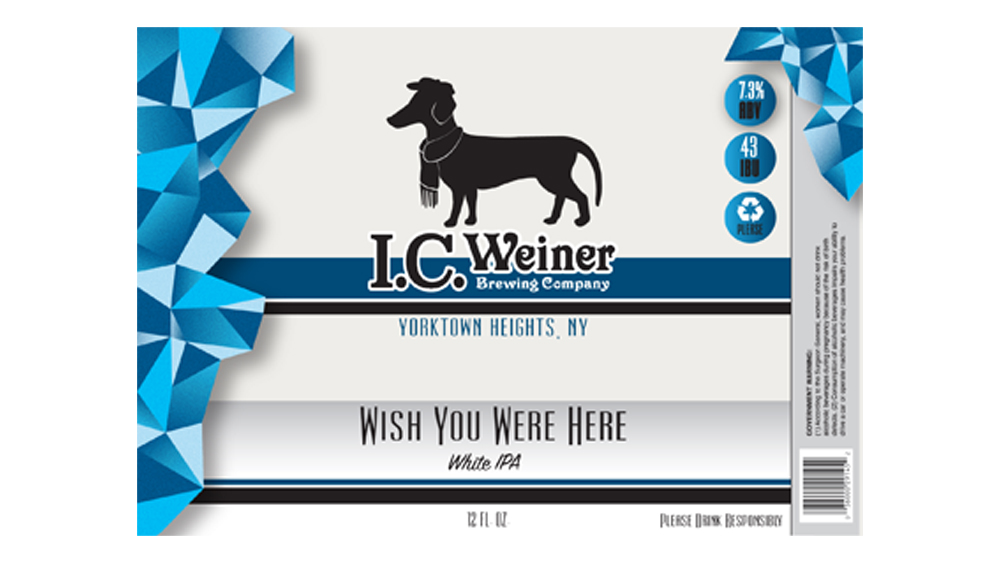 7.3%
ABV
43
IBU
PLEASE
I.C. Weiner
Brewing Company
YORKTOWN HEIGHTS, NY
WISH YOU WERE HERE
White IPA
12 FL. OZ.
PLEASE DRINK RESPONSIBLY
GOVERNMENT WARNING:
(1) According to the Surgeon General, women should not drink
alcoholic beverages during pregnancy because of the risk of birth
defects. (2) Consumption of alcoholic beverages impairs your ability to
drive a car or operate machinery, and may cause health problems.